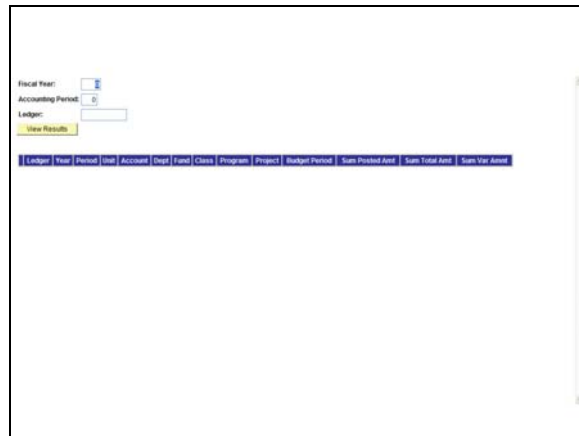 Fiscal Year: 0
Accounting Period: 0
Ledger:
View Results
Ledger Year Period Unit Account Dept Fund Class Program Project Budget Period Sum Posted Amt Sum Total Amt Sum Var Amnt